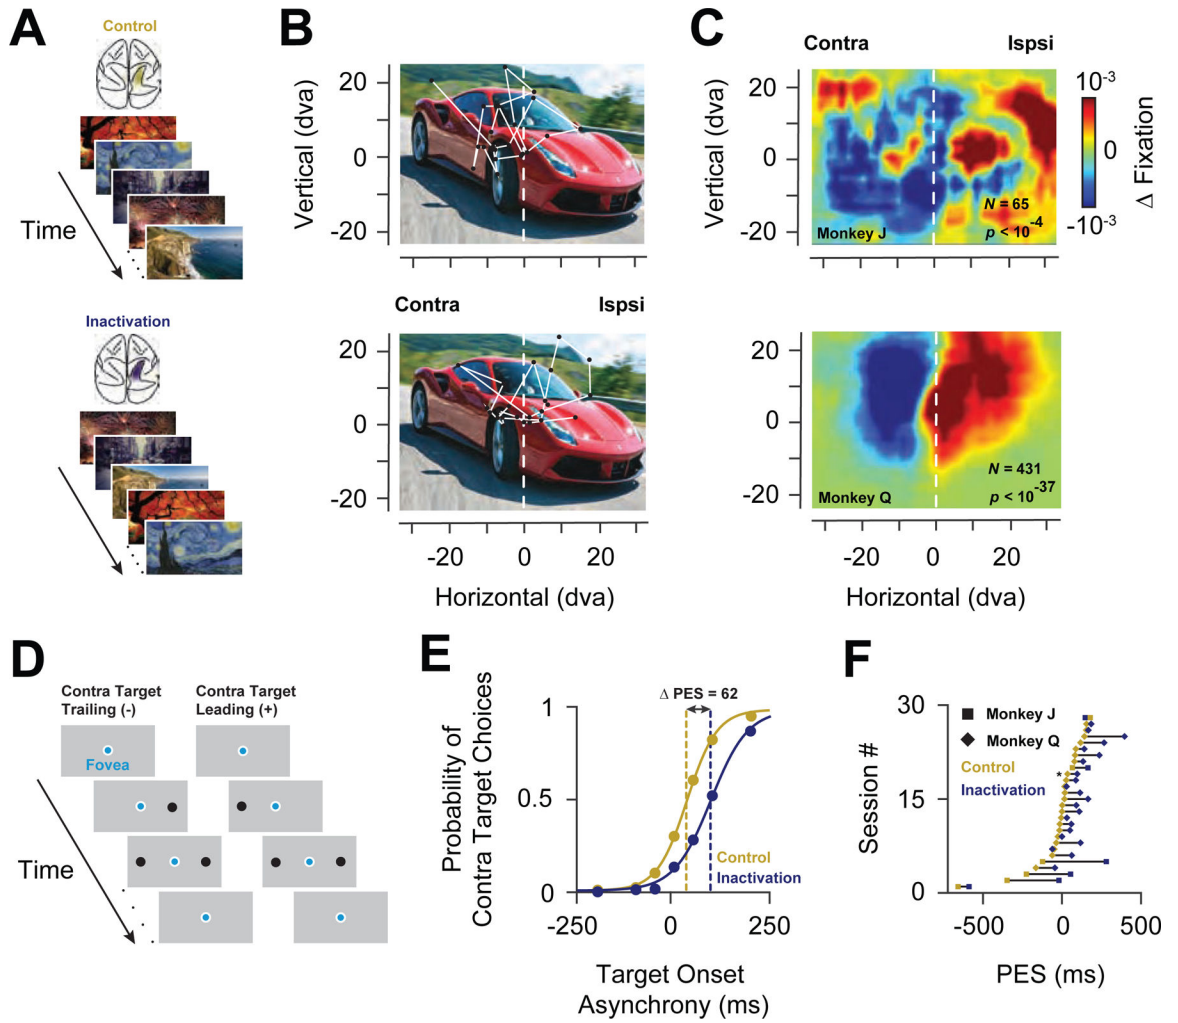 A
Control
Time
Inactivation
Time
B
Vertical (dva)
20
0
-20
Contra
Ispsi
20
0
-20
-20
0
20
Horizontal (dva)
C
Contra
Ispsi
Vertical (dva)
20
0
-20
N = 65
p < 10-4
Monkey J
10-3
0
-10-3
Δ Fixation
20
0
-20
N = 431
p < 10-37
Monkey Q
-20
0
20
Horizontal (dva)
D
Contra Target
Trailing (-)
Contra Target
Leading (+)
Fovea
Time
E
Probability of
Contra Target Choices
Δ PES = 62
1
0.5
0
Control
Inactivation
-250
0
250
Target Onset
Asynchrony (ms)
F
Session #
30
15
0
Monkey J
Monkey Q
Control
Inactivation
*
-500
0
500
PES (ms)